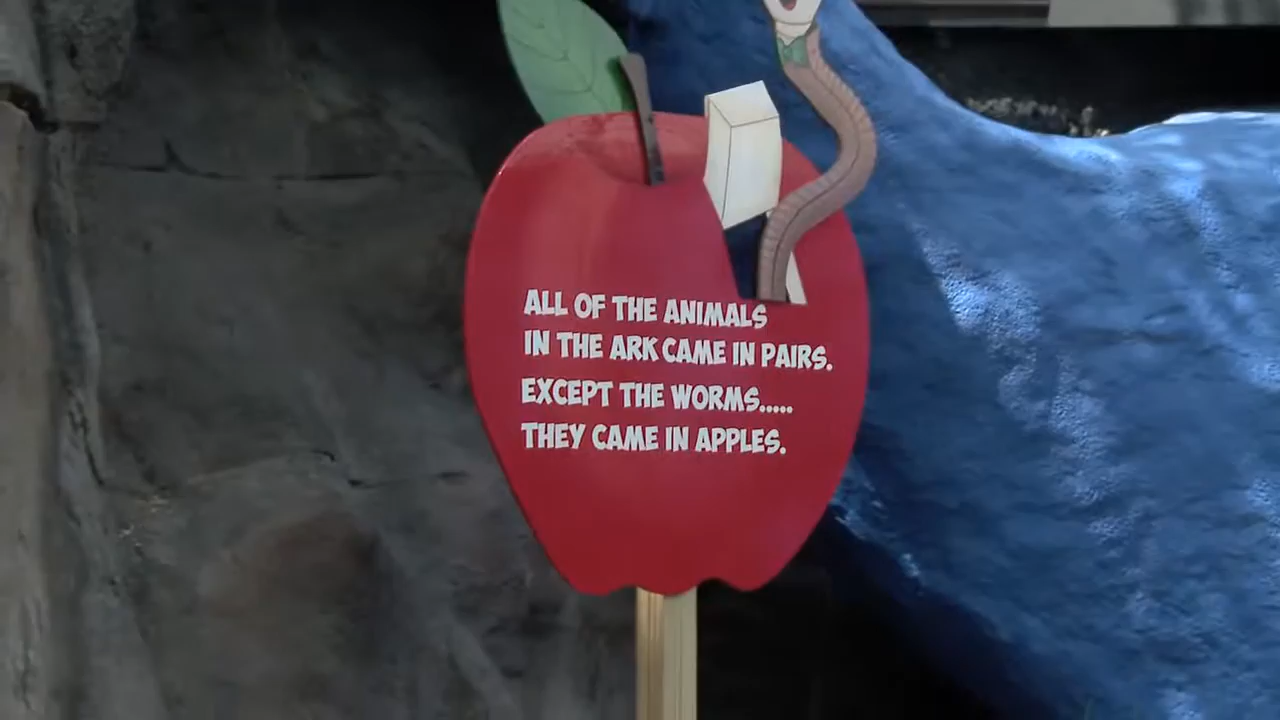 ALL OF THE ANIMALS
IN THE ARK CAME IN PAIRS.
EXCEPT THE WORMS.....
THEY CAME IN APPLES.